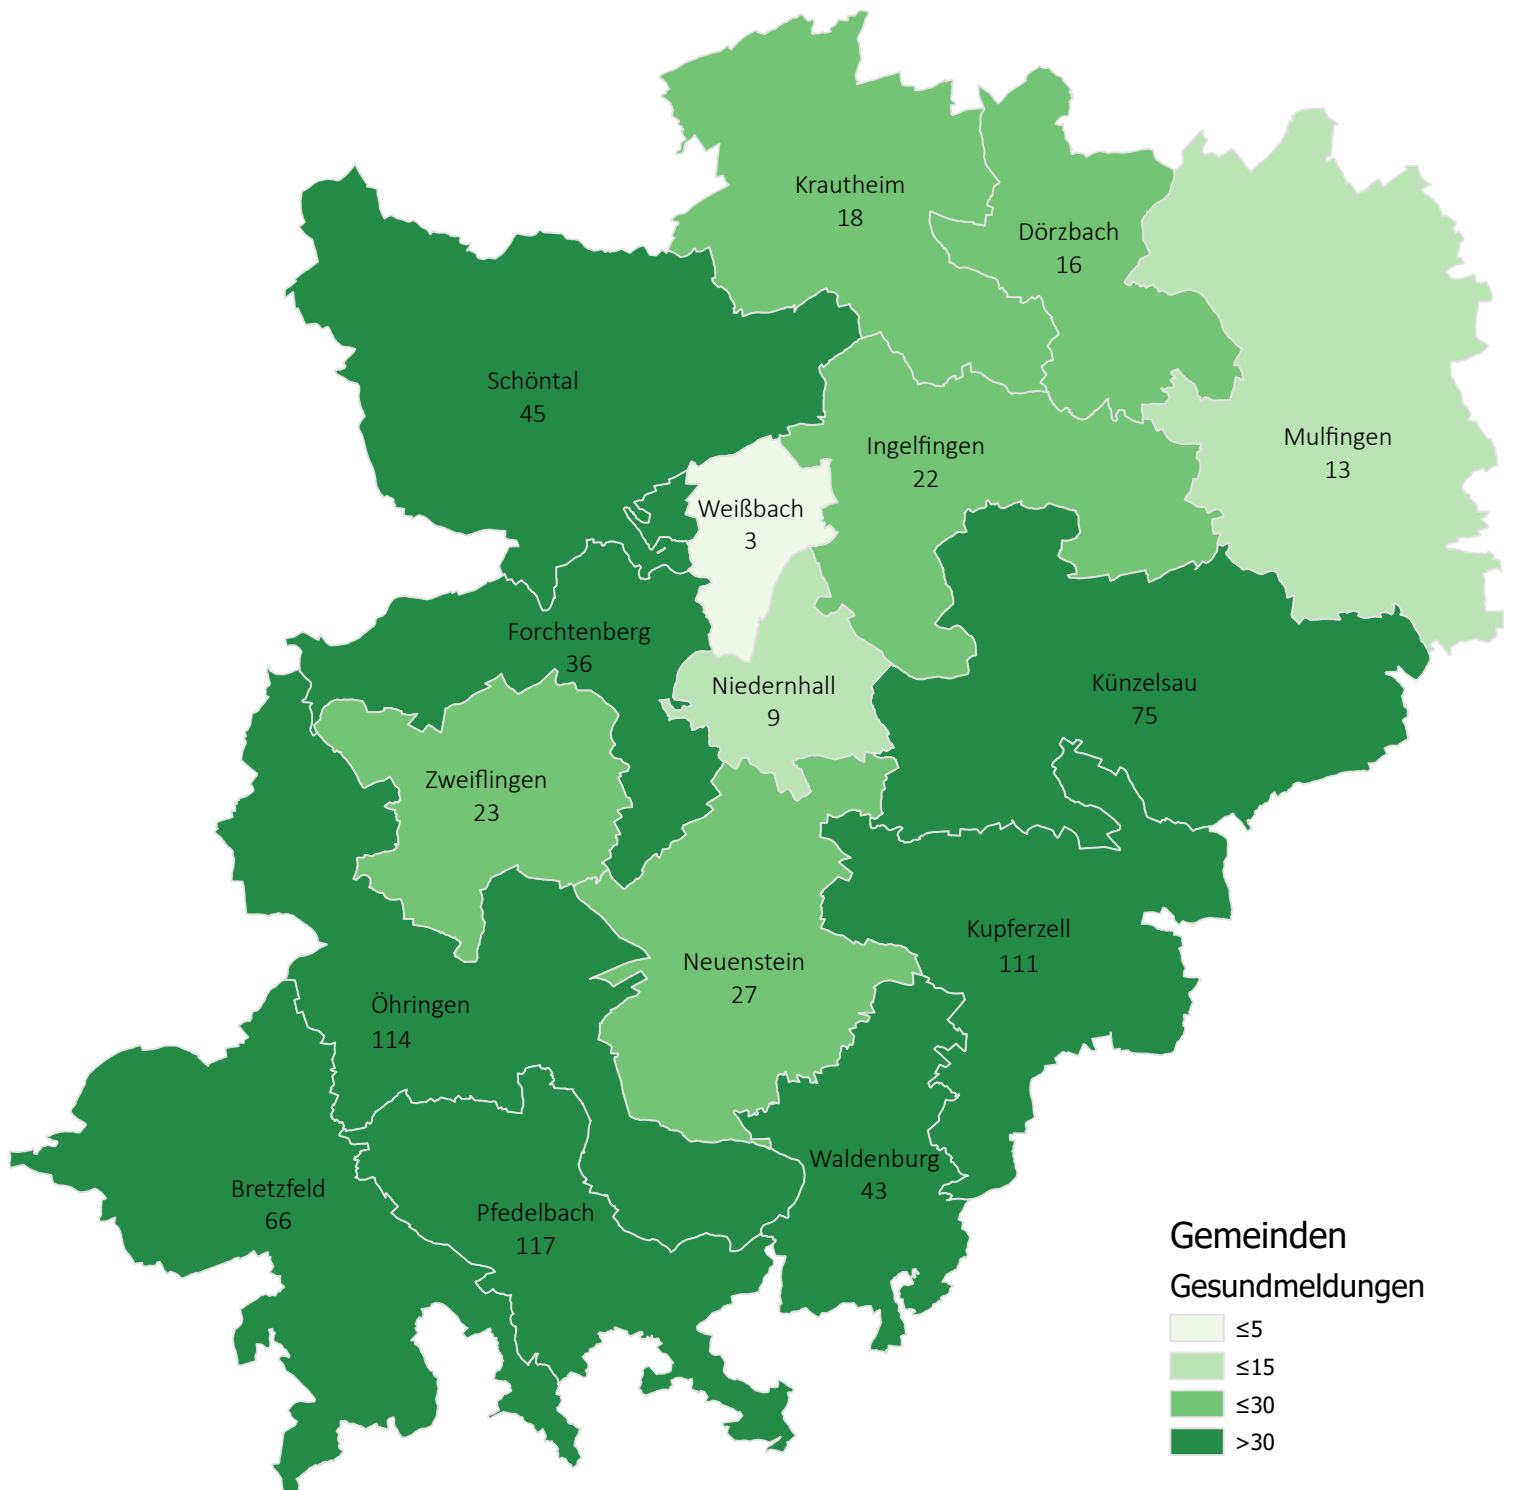 Krautheim
18
Dörzbach
16
Schöntal
45
Ingelfingen
22
Mulfingen
13
Weißbach
3
Forchtenberg
36
Niedernhall
9
Künzelsau
75
Zweiflingen
23
Kupferzell
111
Neuenstein
27
Öhringen
114
Waldenburg
43
Bretzfeld
66
Pfedelbach
117
Gemeinden
Gesundmeldungen
≤5
≤15
≤30
>30